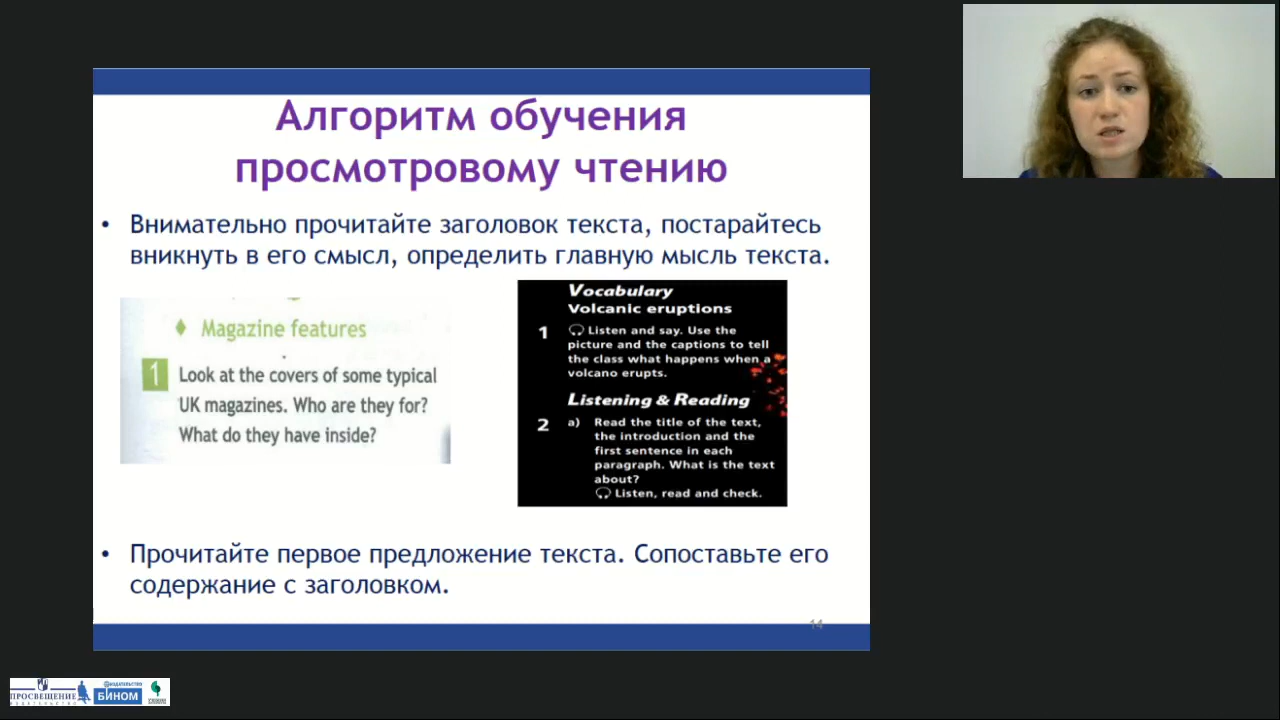 Алгоритм обучения
просмотровому чтению
• Внимательно прочитайте заголовок текста, постарайтесь
вникнуть в его смысл, определить главную мысль текста.
Magazine features
1 Look at the covers of some typical
UK magazines. Who are they for?
What do they have inside?
Vocabulary
Volcanic eruptions
1 Listen and say. Use the
picture and the captions to tell
the class what happens when a
volcano erupts.
Listening & Reading
2 a) Read the title of the text,
the introduction and the
first sentence in each
paragraph. What is the text
about?
Listen, read and check.
• Прочитайте первое предложение текста. Сопоставьте его
содержание с заголовком.
14
ПРОСВЕЩЕНИЕ
ИЗДАТЕЛЬСТВО
ИЗДАТЕЛЬСТВО
БИНОМ